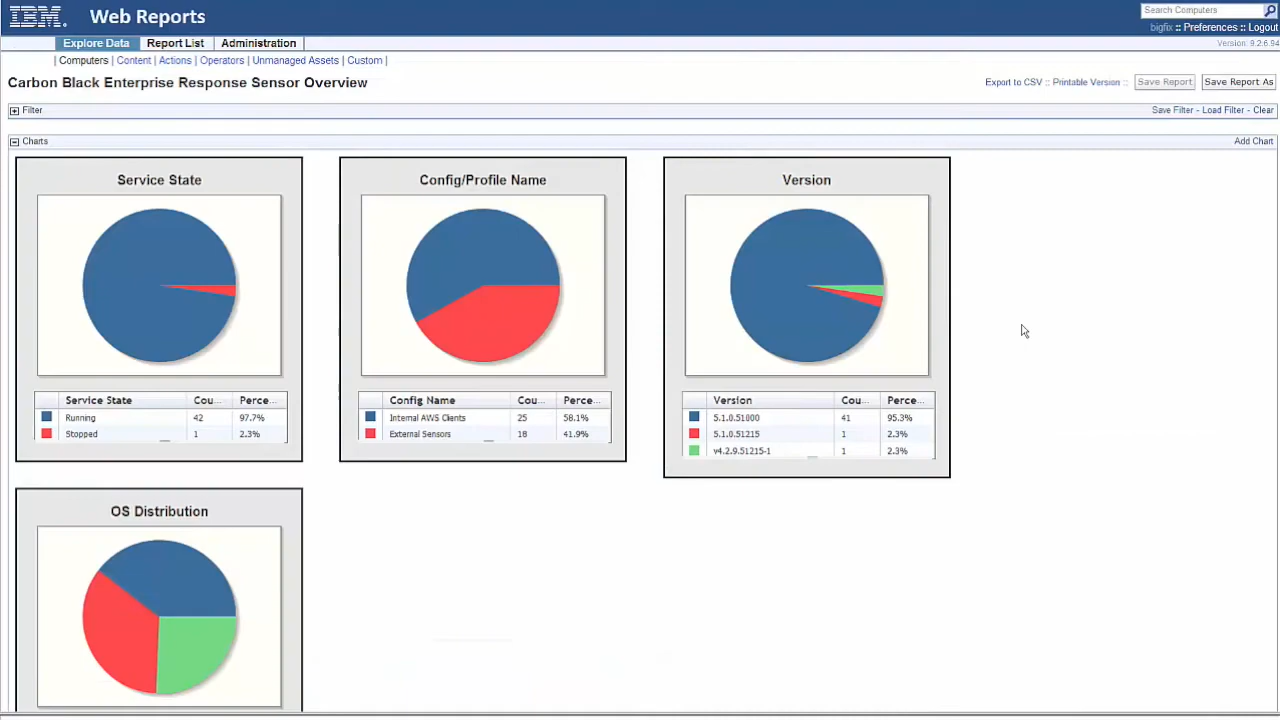 IBM. Web Reports
Search Computers
bigfix :: Preferences :: Logout
Explore Data Report List Administration
Version: 9.2.6.94
| Computers | Content | Actions | Operators | Unmanaged Assets | Custom |
Carbon Black Enterprise Response Sensor Overview
Export to CSV :: Printable Version :: Save Report Save Report As
Filter
Save Filter - Load Filter - Clear
Charts
Add Chart
Service State
Service State Cou... Perce...
Running 42 97.7%
Stopped 1 2.3%
Config/Profile Name
Config Name Cou... Perce...
Internal AWS Clients 25 58.1%
External Sensors 18 41.9%
Version
Version Cou... Perce...
5.1.0.51000 41 95.3%
5.1.0.51215 1 2.3%
v4.2.9.51215-1 1 2.3%
OS Distribution